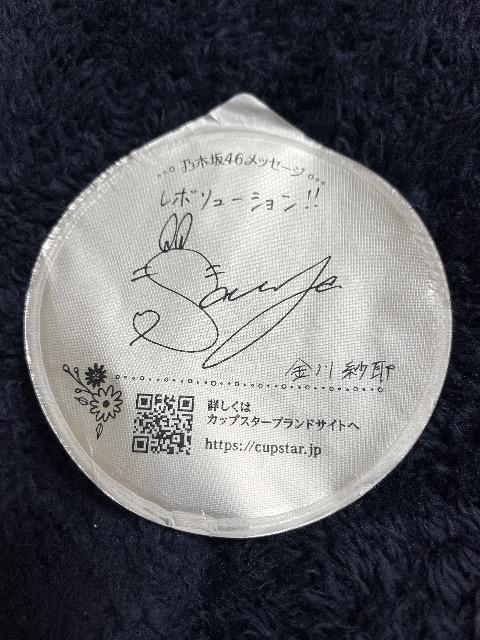 乃木坂46メッセージ
レボリューション!!
Saya
金川紗耶
詳しくは
カップスターブランドサイトへ
https://cupstar.jp